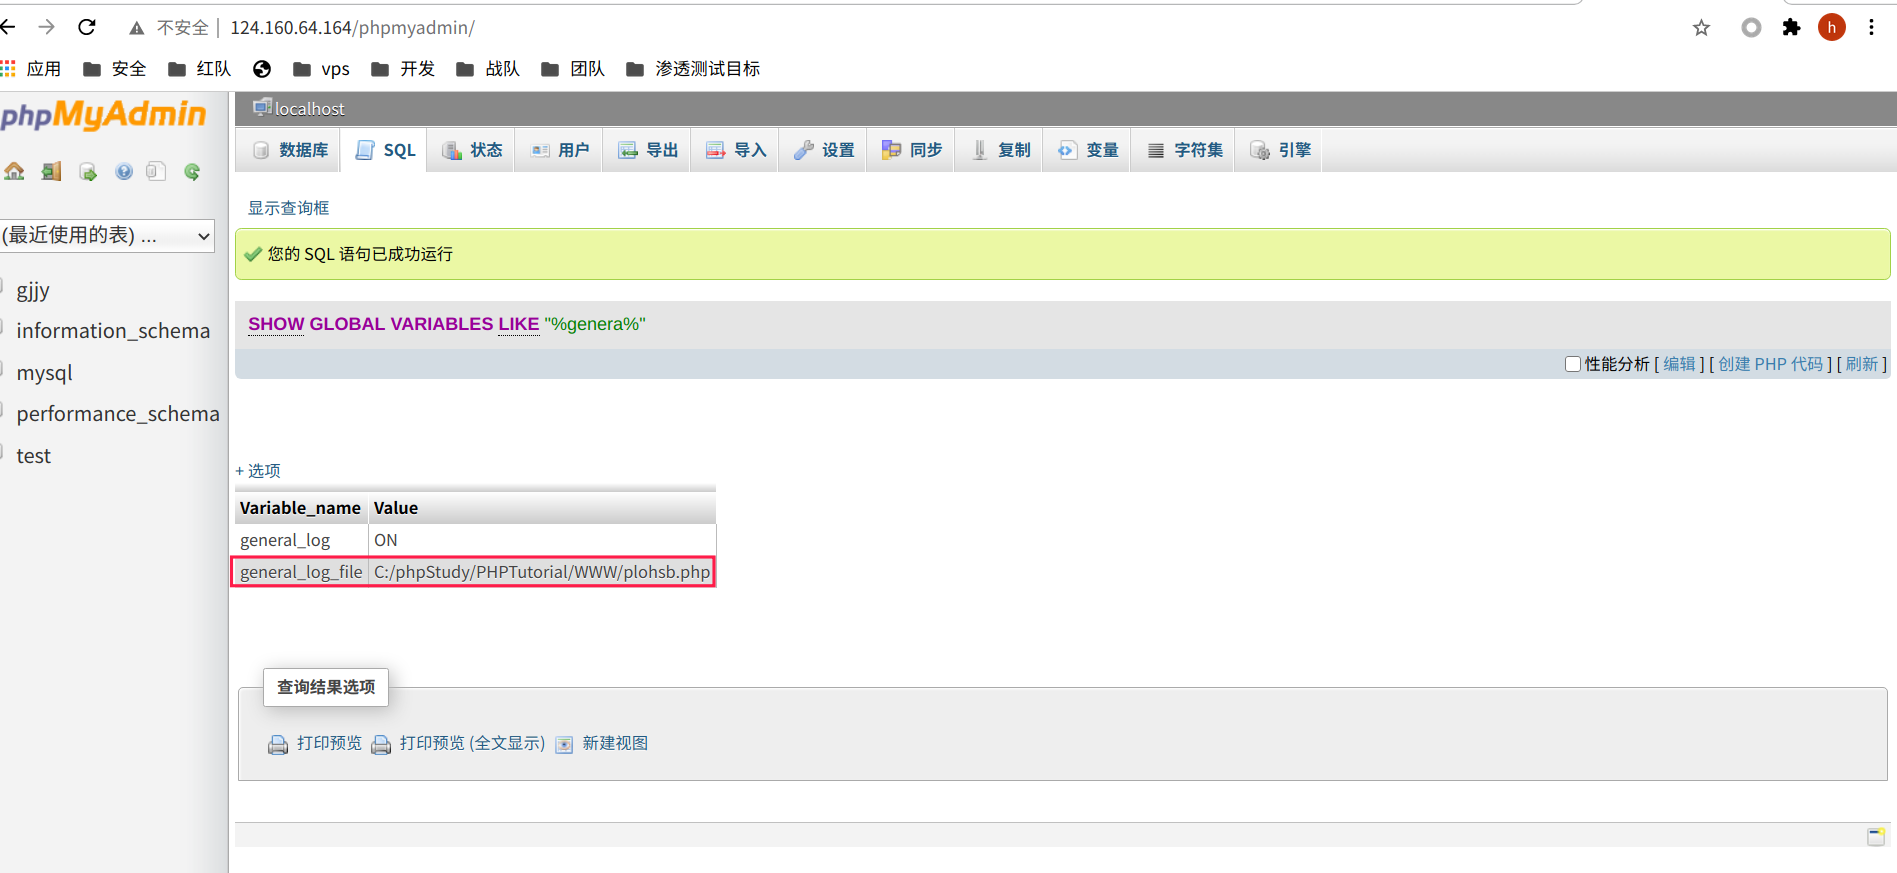 不安全 | 124.160.64.164/phpmyadmin/
h
应用 安全 红队 vps 开发 战队 团队 渗透测试目标
phpMyAdmin
localhost
数据库 SQL 状态 用户 导出 导入 设置 同步 复制 变量 字符集 引擎
(最近使用的表) ...
gjjy
information_schema
mysql
performance_schema
test
显示查询框
您的 SQL 语句已成功运行
SHOW GLOBAL VARIABLES LIKE "%genera%"
性能分析 [ 编辑 ] [ 创建 PHP 代码 ] [ 刷新 ]
+ 选项
Variable_name Value
general_log ON
general_log_file C:/phpStudy/PHPTutorial/WWW/plohsb.php
查询结果选项
打印预览 打印预览 (全文显示) 新建视图